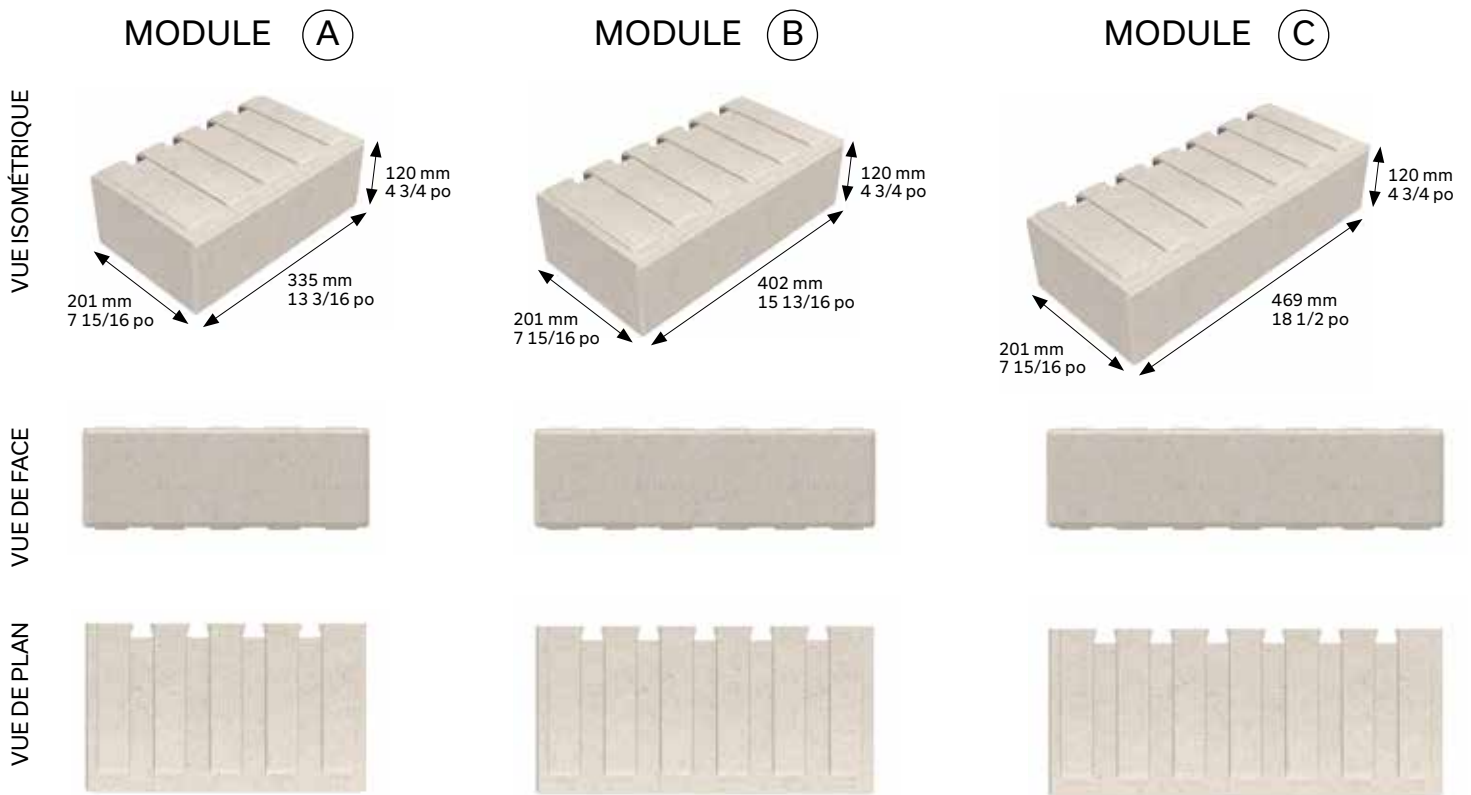 MODULE A
MODULE B
MODULE C
VUE ISOMÉTRIQUE
120 mm
4 3/4 po
335 mm
13 3/16 po
201 mm
7 15/16 po
120 mm
4 3/4 po
402 mm
15 13/16 po
201 mm
7 15/16 po
120 mm
4 3/4 po
469 mm
18 1/2 po
201 mm
7 15/16 po
VUE DE FACE
VUE DE PLAN